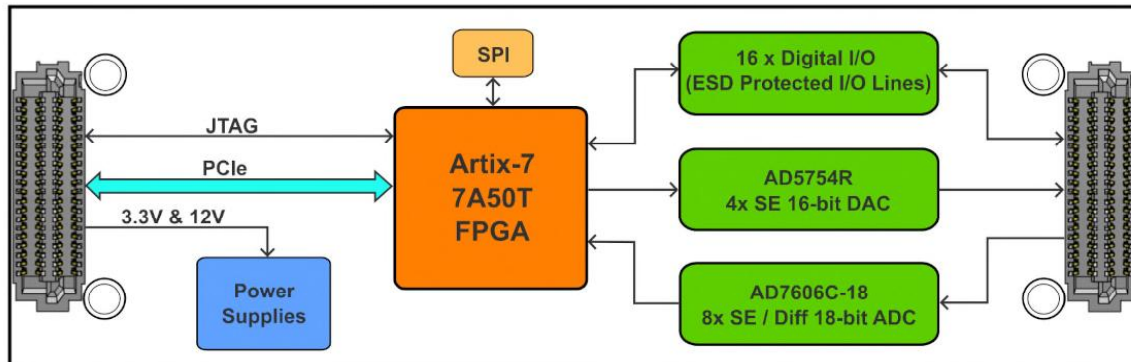 SPI
16 x Digital I/O
(ESD Protected I/O Lines)
JTAG
PCIe
3.3V & 12V
Artix-7
7A50T
FPGA
AD5754R
4x SE 16-bit DAC
Power
Supplies
AD7606C-18
8x SE / Diff 18-bit ADC